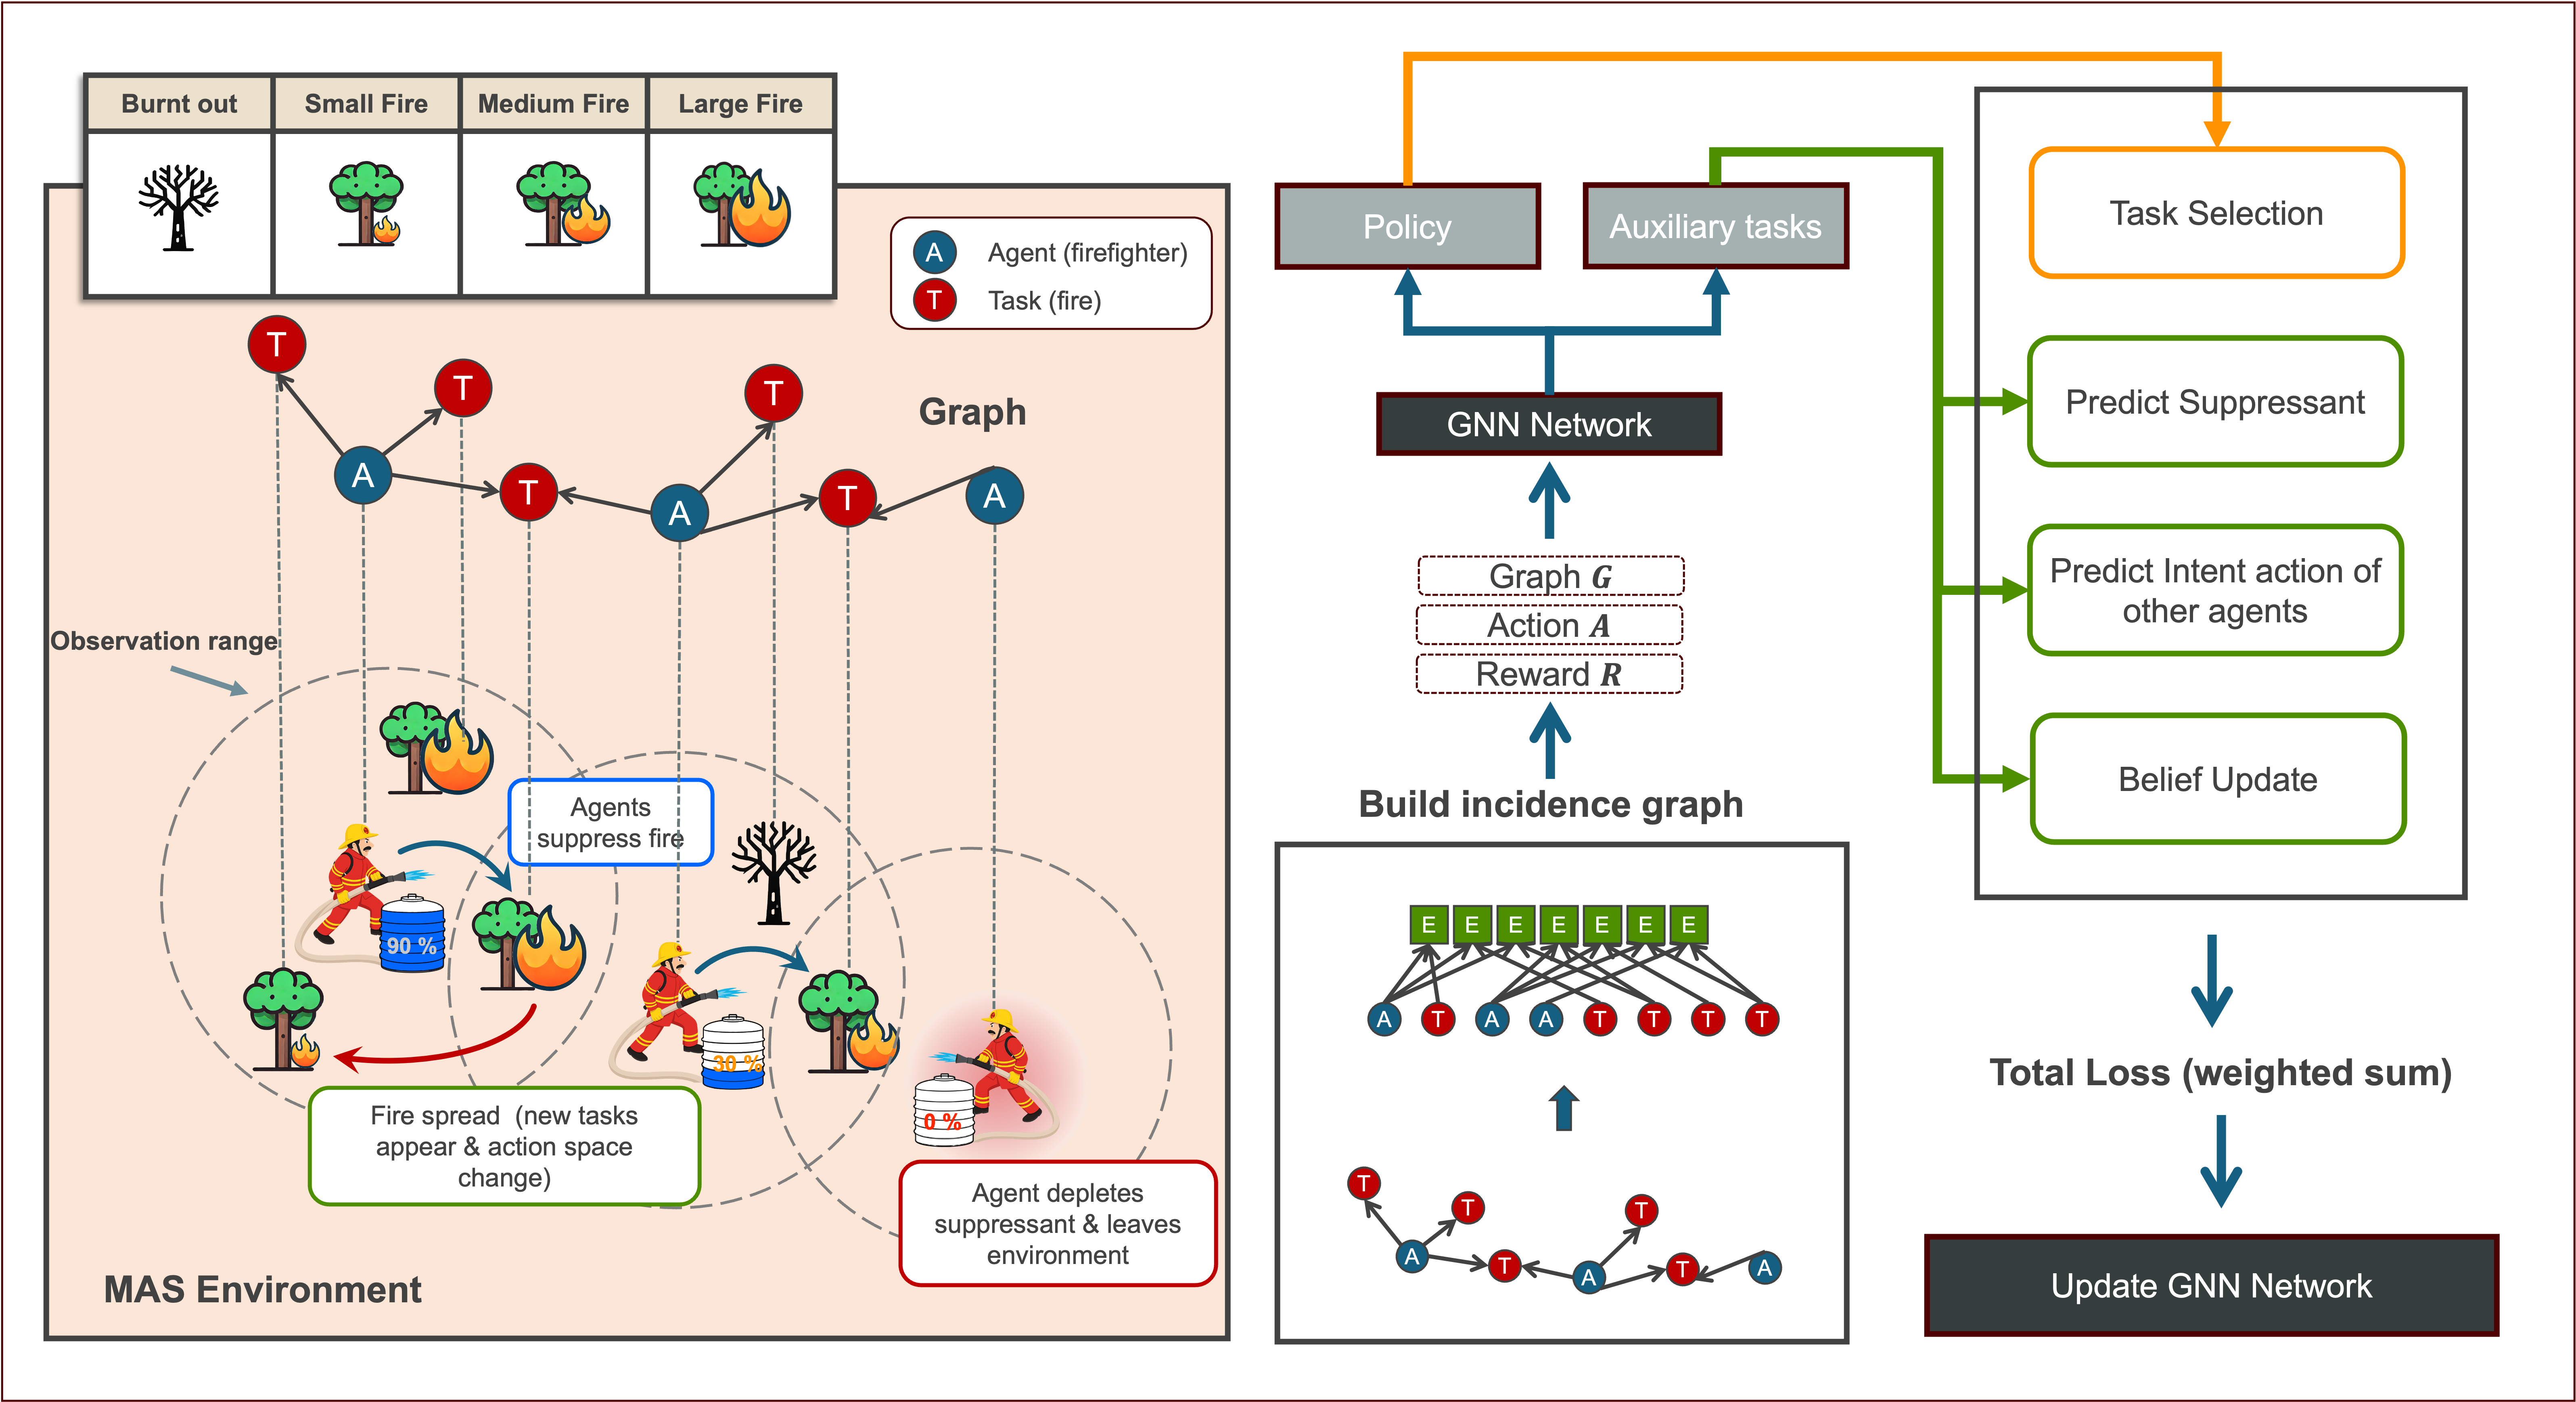 Burnt out
Small Fire
Medium Fire
Large Fire
A
Agent (firefighter)
T
Task (fire)
T
T
T
Graph
A
T
A
T
A
Observation range
Agents
suppress fire
90 %
30 %
0 %
Fire spread (new tasks
appear & action space
change)
Agent depletes
suppressant & leaves
environment
MAS Environment
Policy
Auxiliary tasks
GNN Network
Graph G
Action A
Reward R
Build incidence graph
E E E E E E E
A T A A T T T T
T
T
T
A
T
A
T
A
Task Selection
Predict Suppressant
Predict Intent action of
other agents
Belief Update
Total Loss (weighted sum)
Update GNN Network